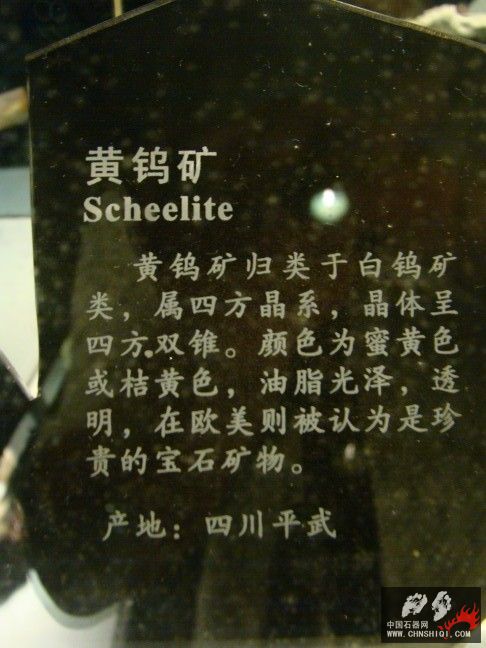 黄钨矿
Scheelite
黄钨矿归类于白钨矿
类，属四方晶系，晶体呈
四方双锥。颜色为蜜黄色
或桔黄色，油脂光泽，透
明，在欧美则被认为是珍
贵的宝石矿物。
产地：四川平武
中国石器网
WWW.CHNSHIQI.COM